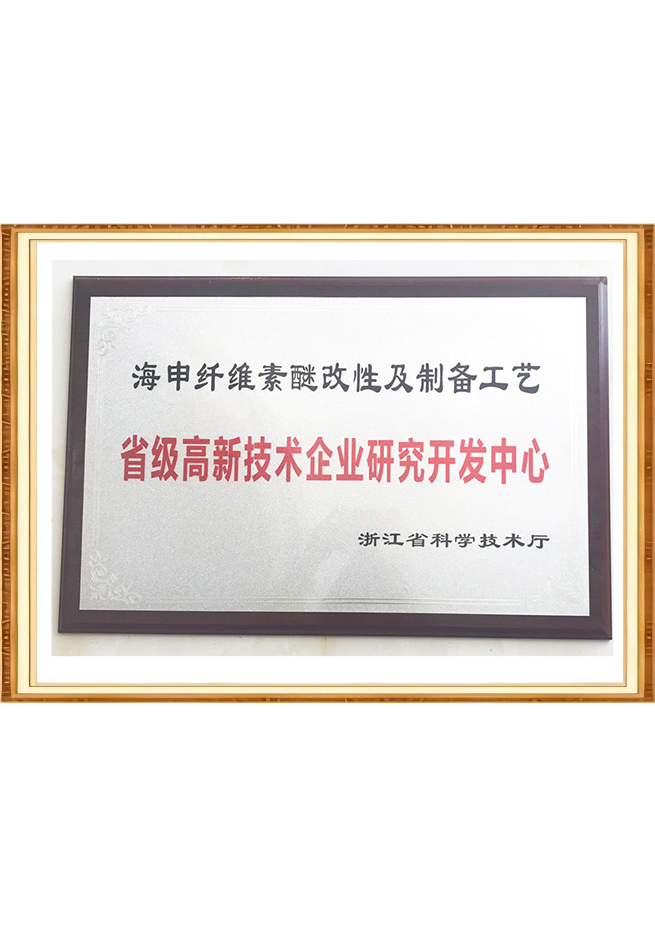 海申纤维素醚改性及制备工艺
省级高新技术企业研究开发中心
浙江省科学技术厅